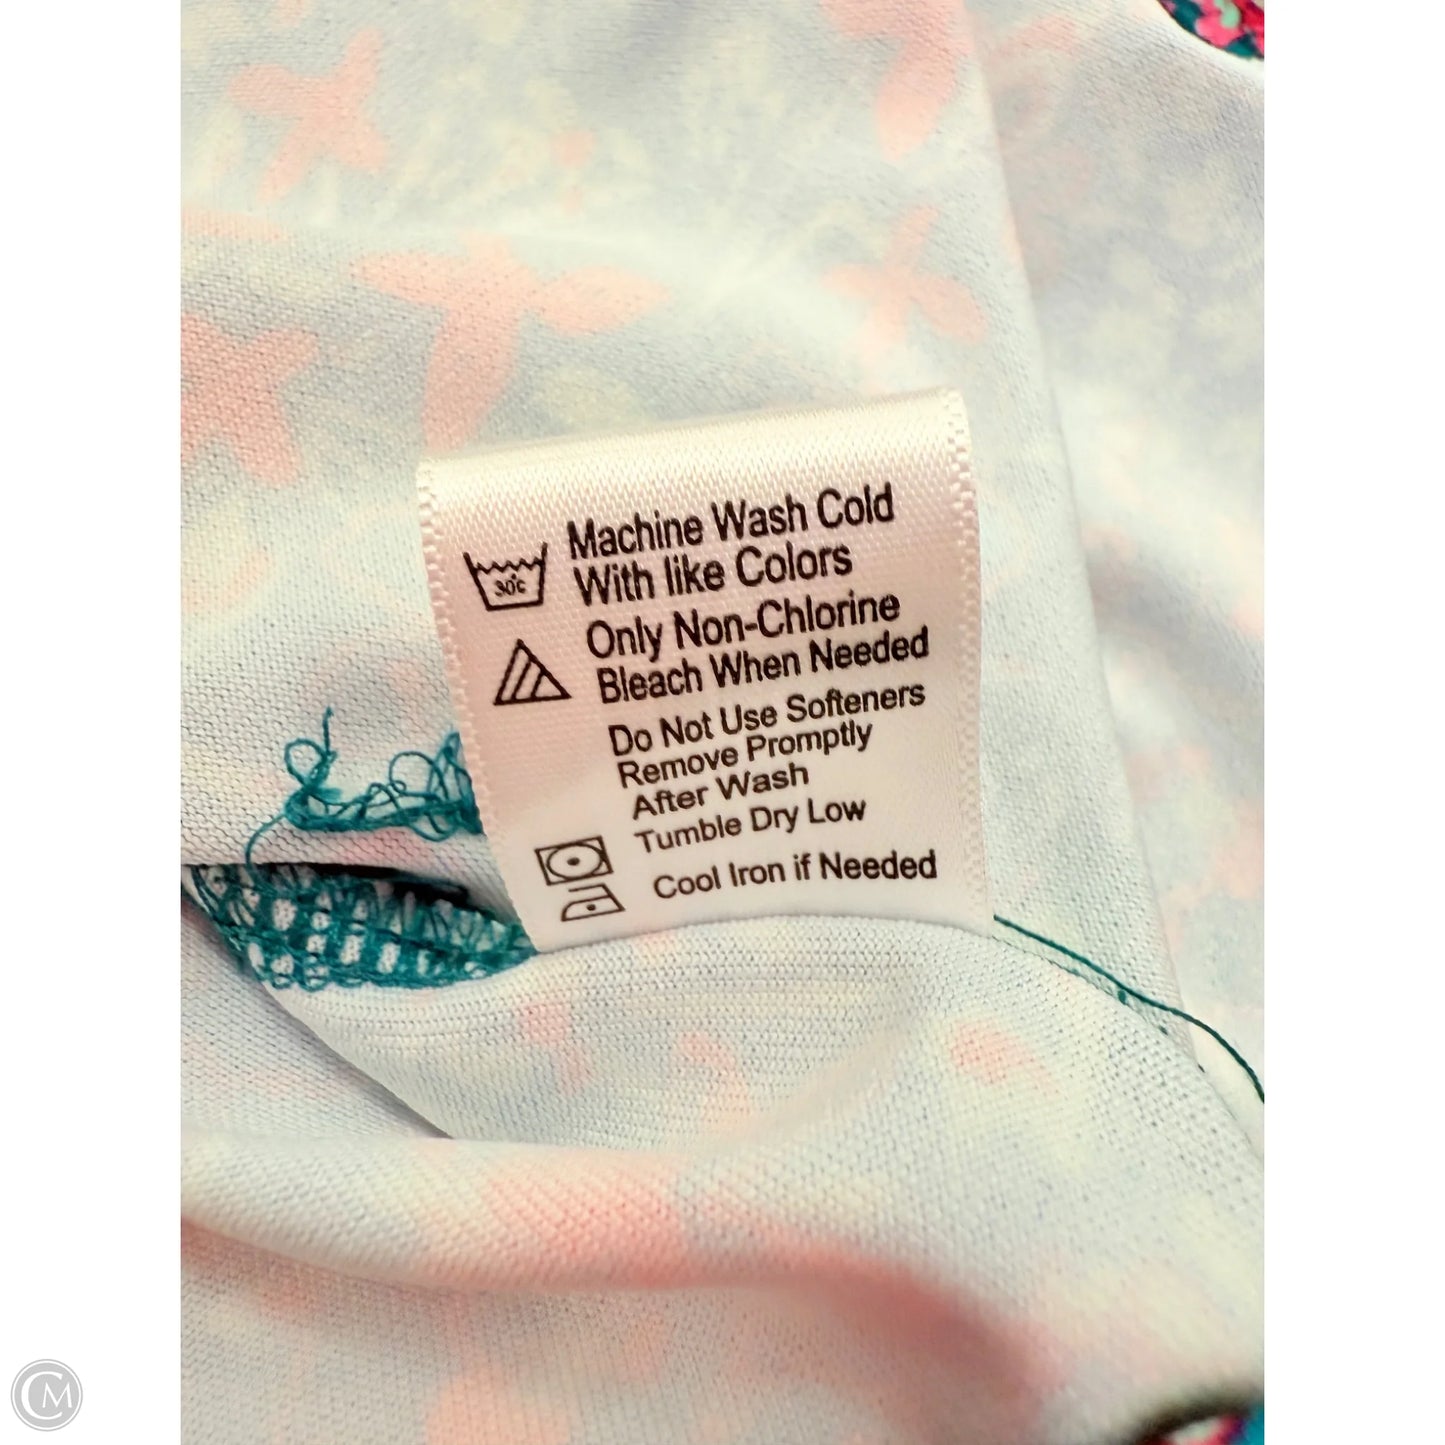 Machine Wash Cold
With like Colors
30°c
Only Non-Chlorine
Bleach When Needed
Do Not Use Softeners
Remove Promptly
After Wash
Tumble Dry Low
Cool Iron if Needed
CM